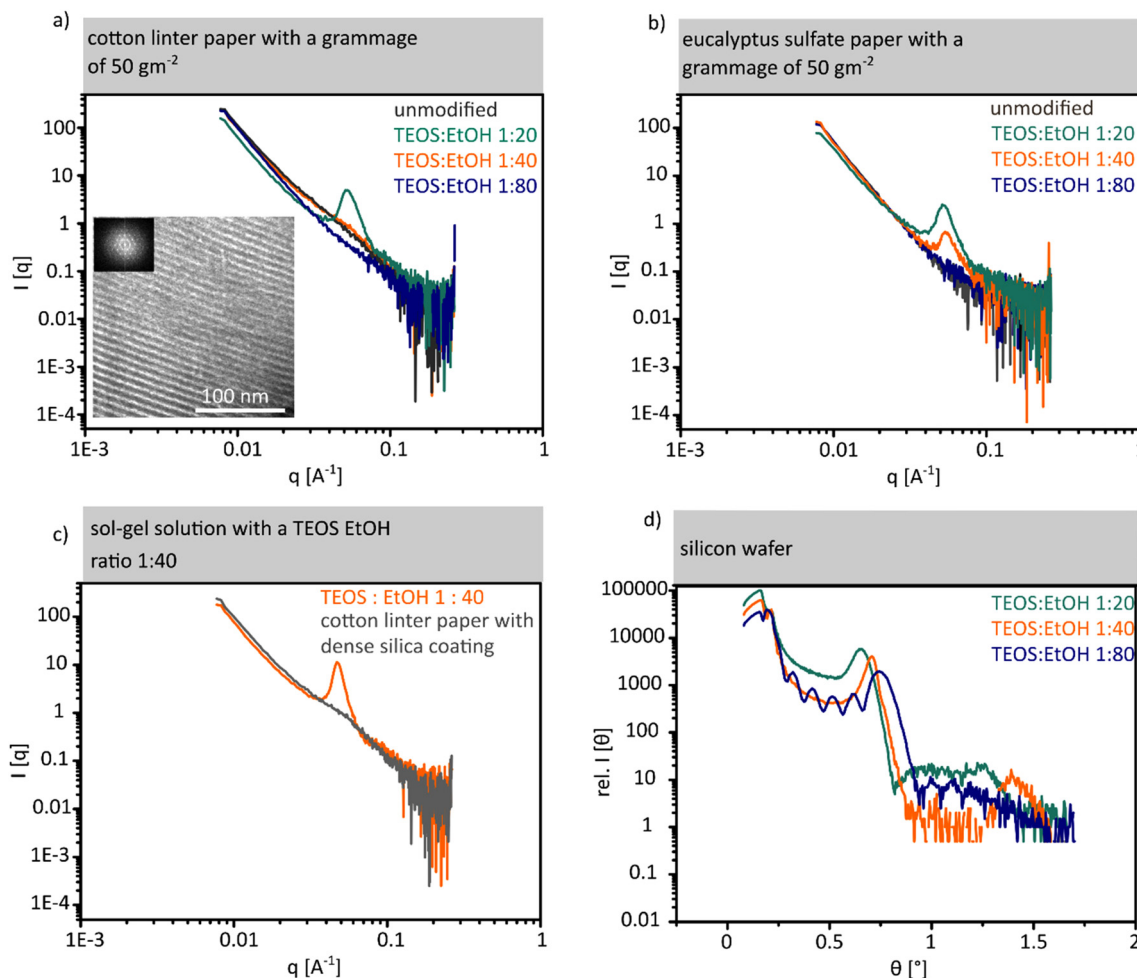 a)
cotton linter paper with a grammage
of 50 gm⁻²
unmodified
TEOS:EtOH 1:20
TEOS:EtOH 1:40
TEOS:EtOH 1:80
100
10
1
0.1
0.01
1E-3
1E-4
I [q]
100 nm
1E-3
0.01
0.1
1
q [A⁻¹]
b)
eucalyptus sulfate paper with a
grammage of 50 gm⁻²
unmodified
TEOS:EtOH 1:20
TEOS:EtOH 1:40
TEOS:EtOH 1:80
100
10
1
0.1
0.01
1E-3
1E-4
I [q]
1E-3
0.01
0.1
1
q [A⁻¹]
c)
sol-gel solution with a TEOS EtOH
ratio 1:40
TEOS : EtOH 1 : 40
cotton linter paper with
dense silica coating
100
10
1
0.1
0.01
1E-3
1E-4
I [q]
1E-3
0.01
0.1
1
q [A⁻¹]
d)
silicon wafer
TEOS:EtOH 1:20
TEOS:EtOH 1:40
TEOS:EtOH 1:80
100000
10000
1000
100
10
1
0.1
0.01
rel. I [θ]
0
0.5
1
1.5
2
θ [°]